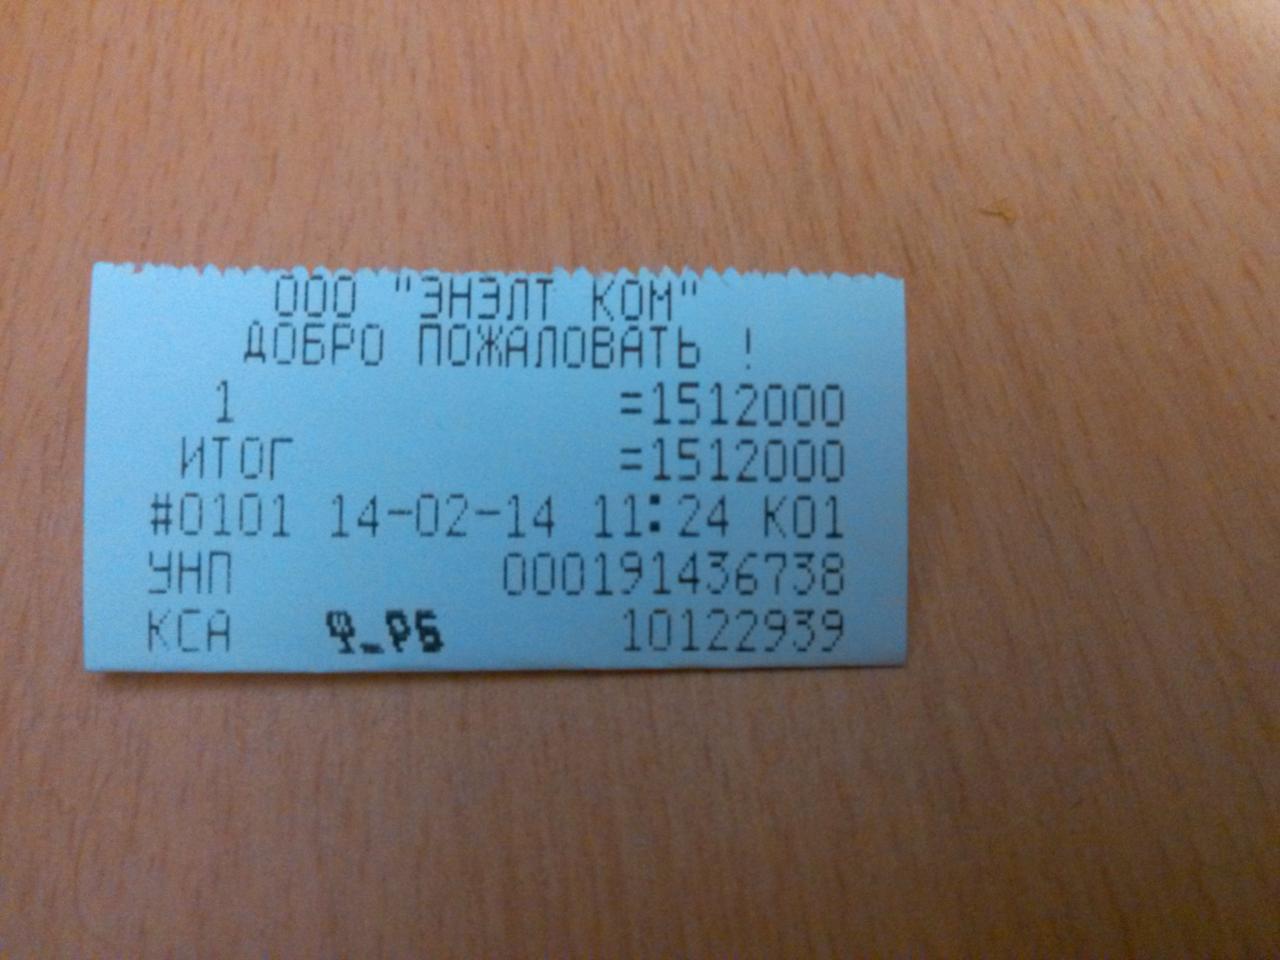 ООО "ЭНЭЛТ КОМ"
ДОБРО ПОЖАЛОВАТЬ !
1 =1512000
ИТОГ =1512000
#0101 14-02-14 11:24 К01
УНП 000191436738
КСА РБ 10122939